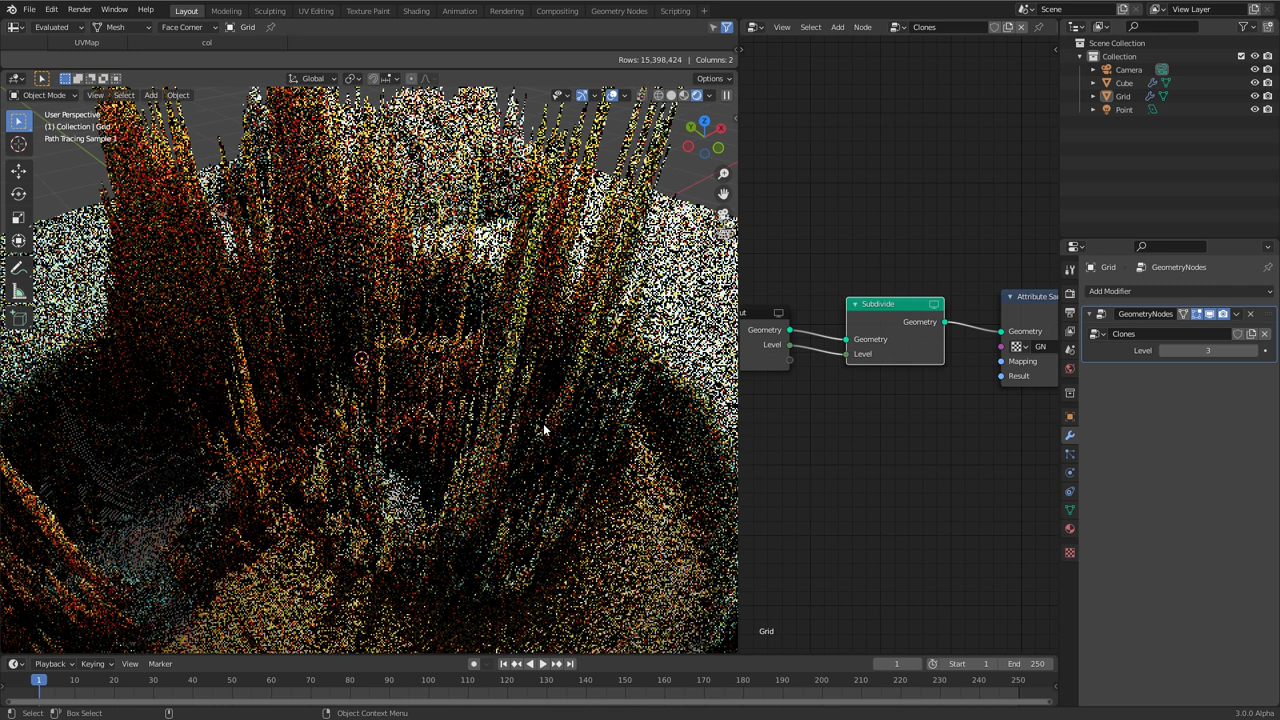 File Edit Render Window Help Layout Modeling Sculpting UV Editing Texture Paint Shading Animation Rendering Compositing Geometry Nodes Scripting + Scene View Layer
Evaluated Mesh Face Corner Grid View Select Add Node Clones
UVMap col
Rows: 15,398,424 | Columns: 2
Global Options
Object Mode View Select Add Object
User Perspective
(1) Collection | Grid
Path Tracing Sample 1
Z
Y
X
Geometry
Level
Subdivide
Geometry
Geometry
Level
Geometry
GN
Mapping
Result
Grid
Scene Collection
Collection
Camera
Cube
Grid
Point
Grid GeometryNodes
Add Modifier
GeometryNodes
Clones
Level 3
Playback Keying View Marker 1 Start 1 End 250
1 10 20 30 40 50 60 70 80 90 100 110 120 130 140 150 160 170 180 190 200 210 220 230 240 250
Select Box Select Object Context Menu 3.0.0 Alpha